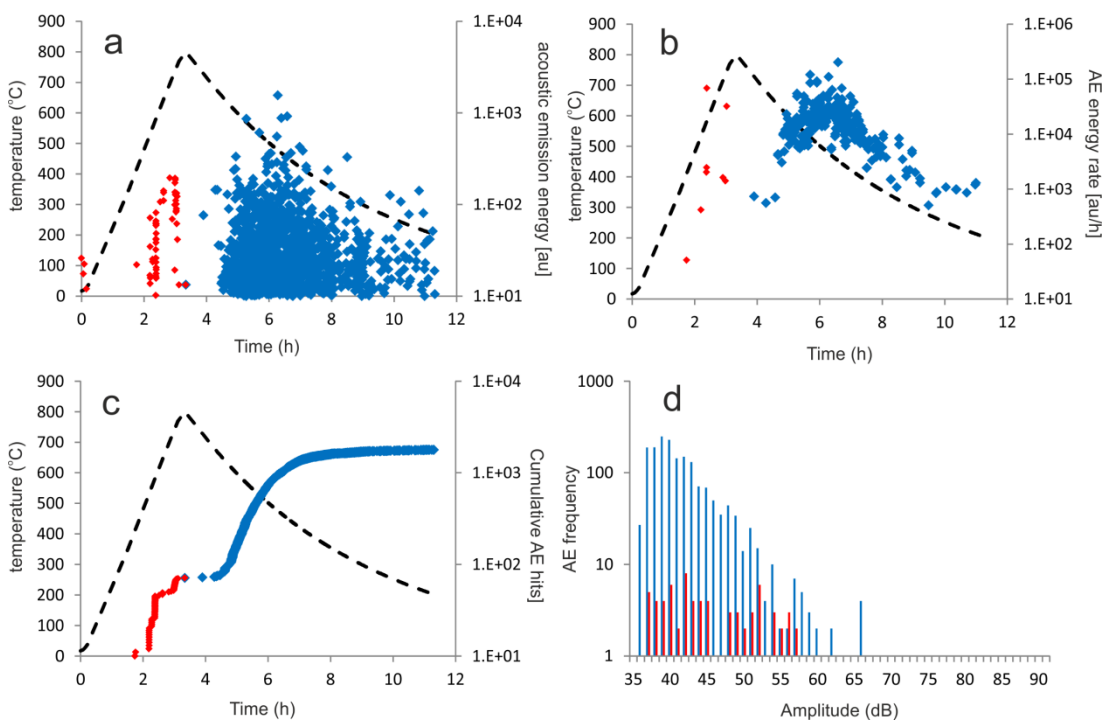 a
900
800
700
600
500
400
300
200
100
0
temperature (°C)
0 2 4 6 8 10 12
Time (h)
1.E+04
1.E+03
1.E+02
1.E+01
acoustic emission energy [au]
b
900
800
700
600
500
400
300
200
100
0
temperature (°C)
0 2 4 6 8 10 12
Time (h)
1.E+06
1.E+05
1.E+04
1.E+03
1.E+02
1.E+01
AE energy rate [au/h]
c
900
800
700
600
500
400
300
200
100
0
temperature (°C)
0 2 4 6 8 10 12
Time (h)
1.E+04
1.E+03
1.E+02
1.E+01
Cumulative AE hits]
d
1000
100
10
1
AE frequency
35 40 45 50 55 60 65 70 75 80 85 90
Amplitude (dB)